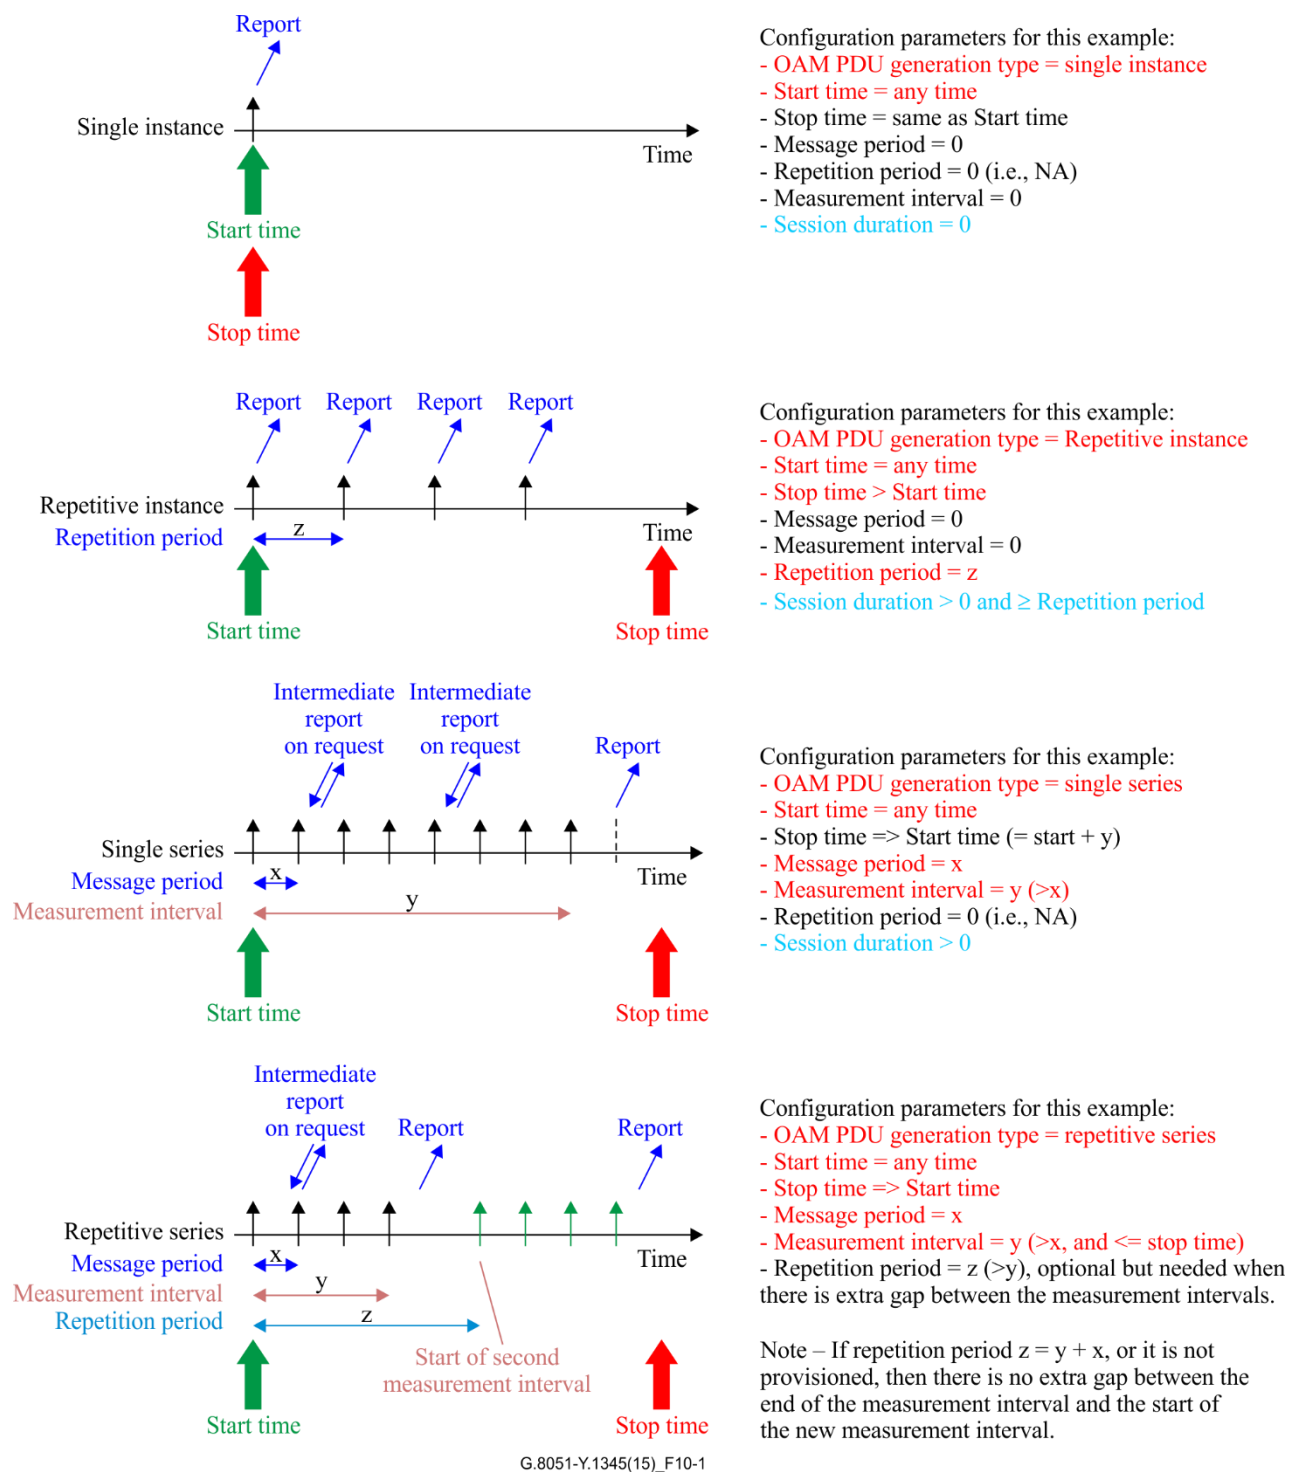 Report
Single instance
Time
Start time
Stop time
Configuration parameters for this example:
- OAM PDU generation type = single instance
- Start time = any time
- Stop time = same as Start time
- Message period = 0
- Repetition period = 0 (i.e., NA)
- Measurement interval = 0
- Session duration = 0
Report Report Report Report
Repetitive instance
Time
Repetition period
z
Start time
Stop time
Configuration parameters for this example:
- OAM PDU generation type = Repetitive instance
- Start time = any time
- Stop time > Start time
- Message period = 0
- Measurement interval = 0
- Repetition period = z
- Session duration > 0 and ≥ Repetition period
Intermediate
report
on request
Intermediate
report
on request
Report
Single series
Time
Message period
x
Measurement interval
y
Start time
Stop time
Configuration parameters for this example:
- OAM PDU generation type = single series
- Start time = any time
- Stop time => Start time (= start + y)
- Message period = x
- Measurement interval = y (>x)
- Repetition period = 0 (i.e., NA)
- Session duration > 0
Intermediate
report
on request
Report
Report
Repetitive series
Time
Message period
x
Measurement interval
y
Repetition period
z
Start of second
measurement interval
Start time
Stop time
Configuration parameters for this example:
- OAM PDU generation type = repetitive series
- Start time = any time
- Stop time => Start time
- Message period = x
- Measurement interval = y (>x, and <= stop time)
- Repetition period = z (>y), optional but needed when
there is extra gap between the measurement intervals.
Note – If repetition period z = y + x, or it is not
provisioned, then there is no extra gap between the
end of the measurement interval and the start of
the new measurement interval.
G.8051-Y.1345(15)_F10-1